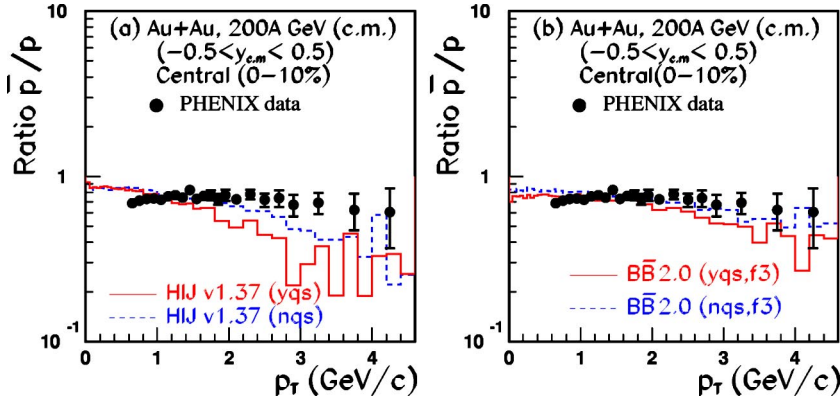 Ratio p̄/p
10
1
10⁻¹
(a) Au+Au, 200A GeV (c.m.)
(−0.5<y_c.m<0.5)
Central (0−10%)
● PHENIX data
HIJ v1.37 (yqs)
HIJ v1.37 (nqs)
0 1 2 3 4
p_T (GeV/c)
Ratio p̄/p
10
1
10⁻¹
(b) Au+Au, 200A GeV (c.m.)
(−0.5<y_c.m<0.5)
Central(0−10%)
● PHENIX data
BB̄2.0 (yqs,f3)
BB̄2.0 (nqs,f3)
0 1 2 3 4
p_T (GeV/c)